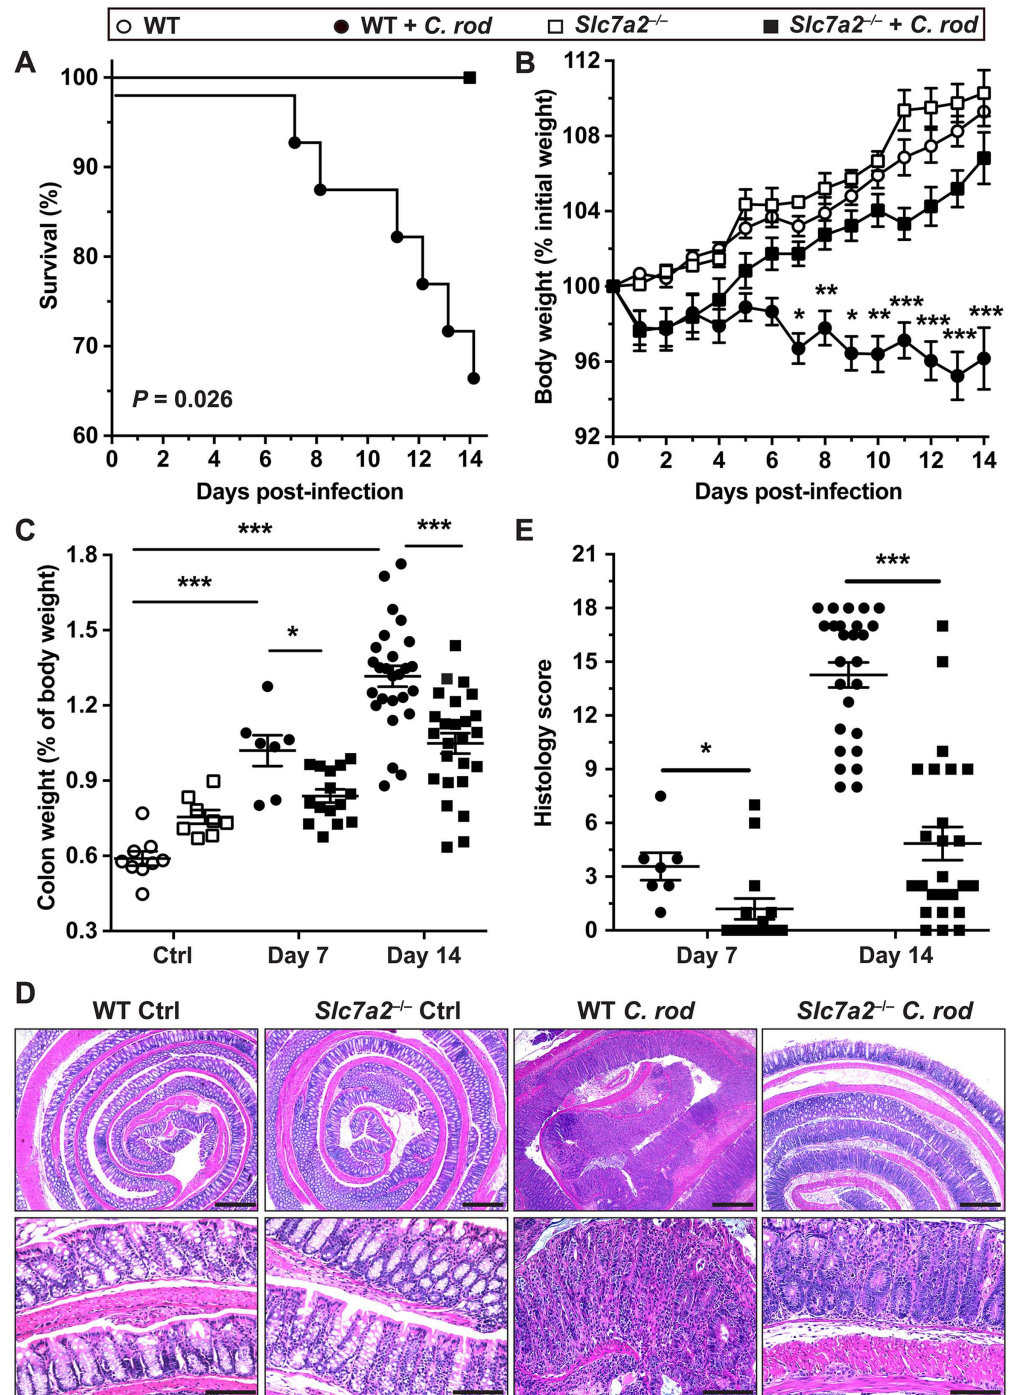 WT WT + C. rod Slc7a2–/– Slc7a2–/– + C. rod
A
100
90
80
70
60
Survival (%)
P = 0.026
0 2 4 6 8 10 12 14
Days post-infection
B
112
108
104
100
96
92
Body weight (% initial weight)
* ** * ** *** *** *** ***
0 2 4 6 8 10 12 14
Days post-infection
C
1.8
1.5
1.2
0.9
0.6
0.3
Colon weight (% of body weight)
*** ***
***
*
Ctrl Day 7 Day 14
E
21
18
15
12
9
6
3
0
Histology score
***
*
Day 7 Day 14
D
WT Ctrl Slc7a2–/– Ctrl WT C. rod Slc7a2–/– C. rod